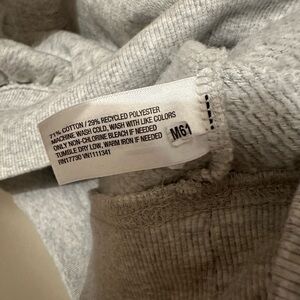 71% COTTON / 29% RECYCLED POLYESTER
MACHINE WASH COLD, WASH WITH LIKE COLORS
ONLY NON-CHLORINE BLEACH IF NEEDED
TUMBLE DRY LOW, WARM IRON IF NEEDED
RN17730 VN1111341
M61